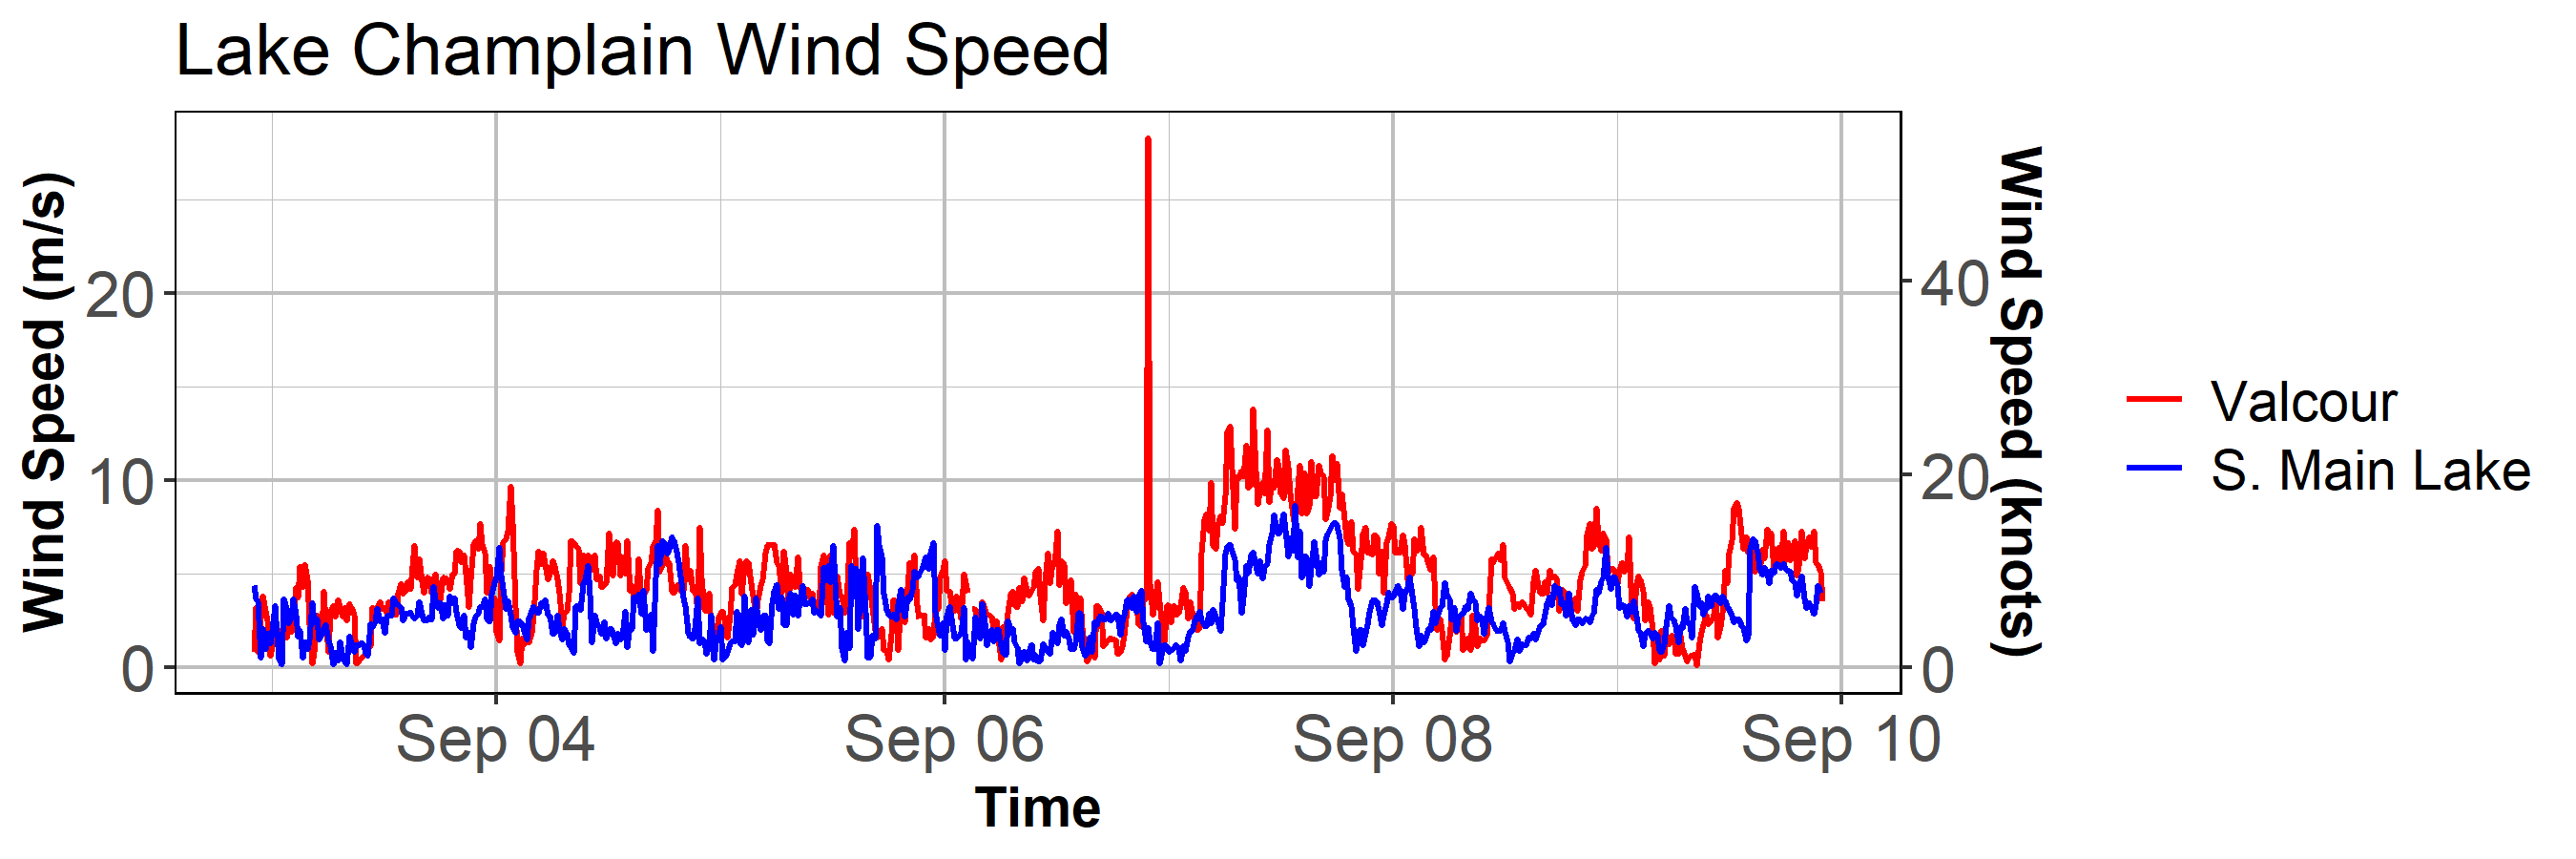 Lake Champlain Wind Speed
Wind Speed (m/s)
20
10
0
40
20
0
Wind Speed (knots)
Valcour
S. Main Lake
Sep 04
Sep 06
Sep 08
Sep 10
Time